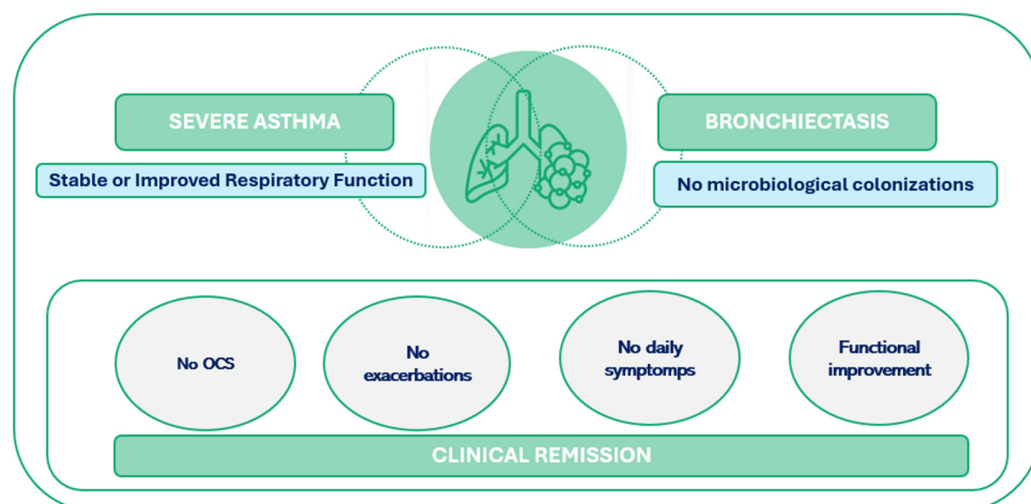 SEVERE ASTHMA
BRONCHIECTASIS
Stable or Improved Respiratory Function
No microbiological colonizations
No OCS
No
exacerbations
No daily
symptomps
Functional
improvement
CLINICAL REMISSION